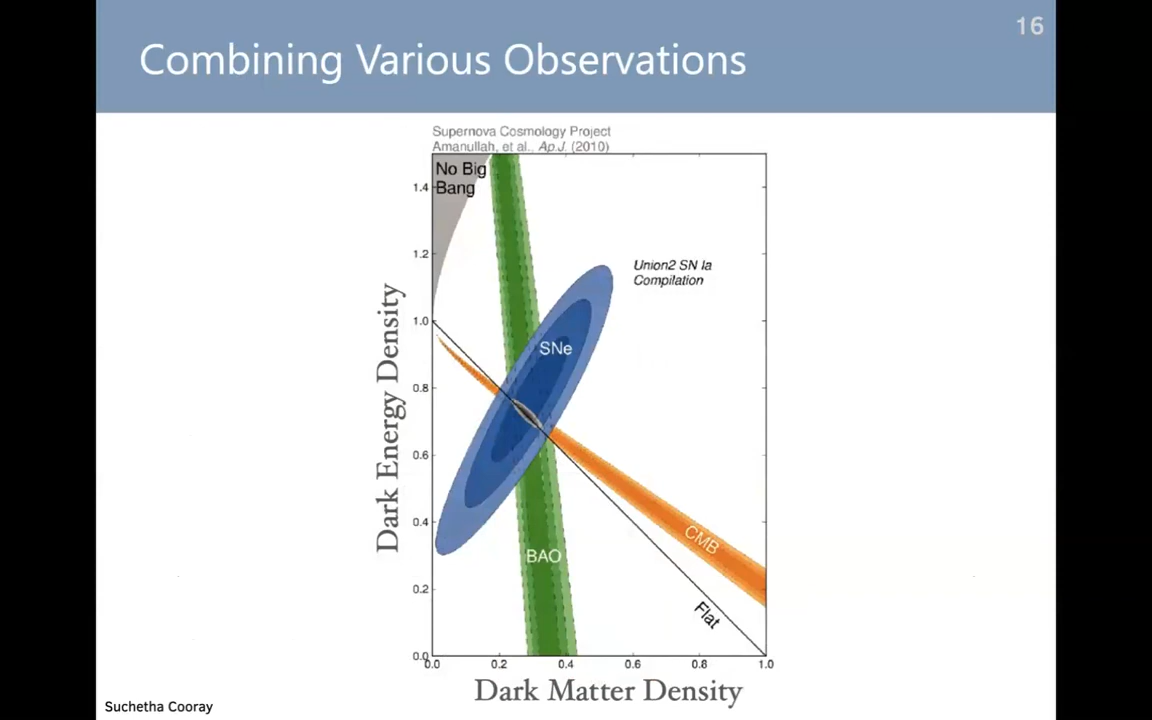 16
Combining Various Observations
Supernova Cosmology Project
Amanullah, et al., Ap.J. (2010)
No Big
Bang
Union2 SN Ia
Compilation
SNe
BAO
CMB
Flat
Dark Energy Density
1.4
1.2
1.0
0.8
0.6
0.4
0.2
0.0
0.0 0.2 0.4 0.6 0.8 1.0
Dark Matter Density
Suchetha Cooray